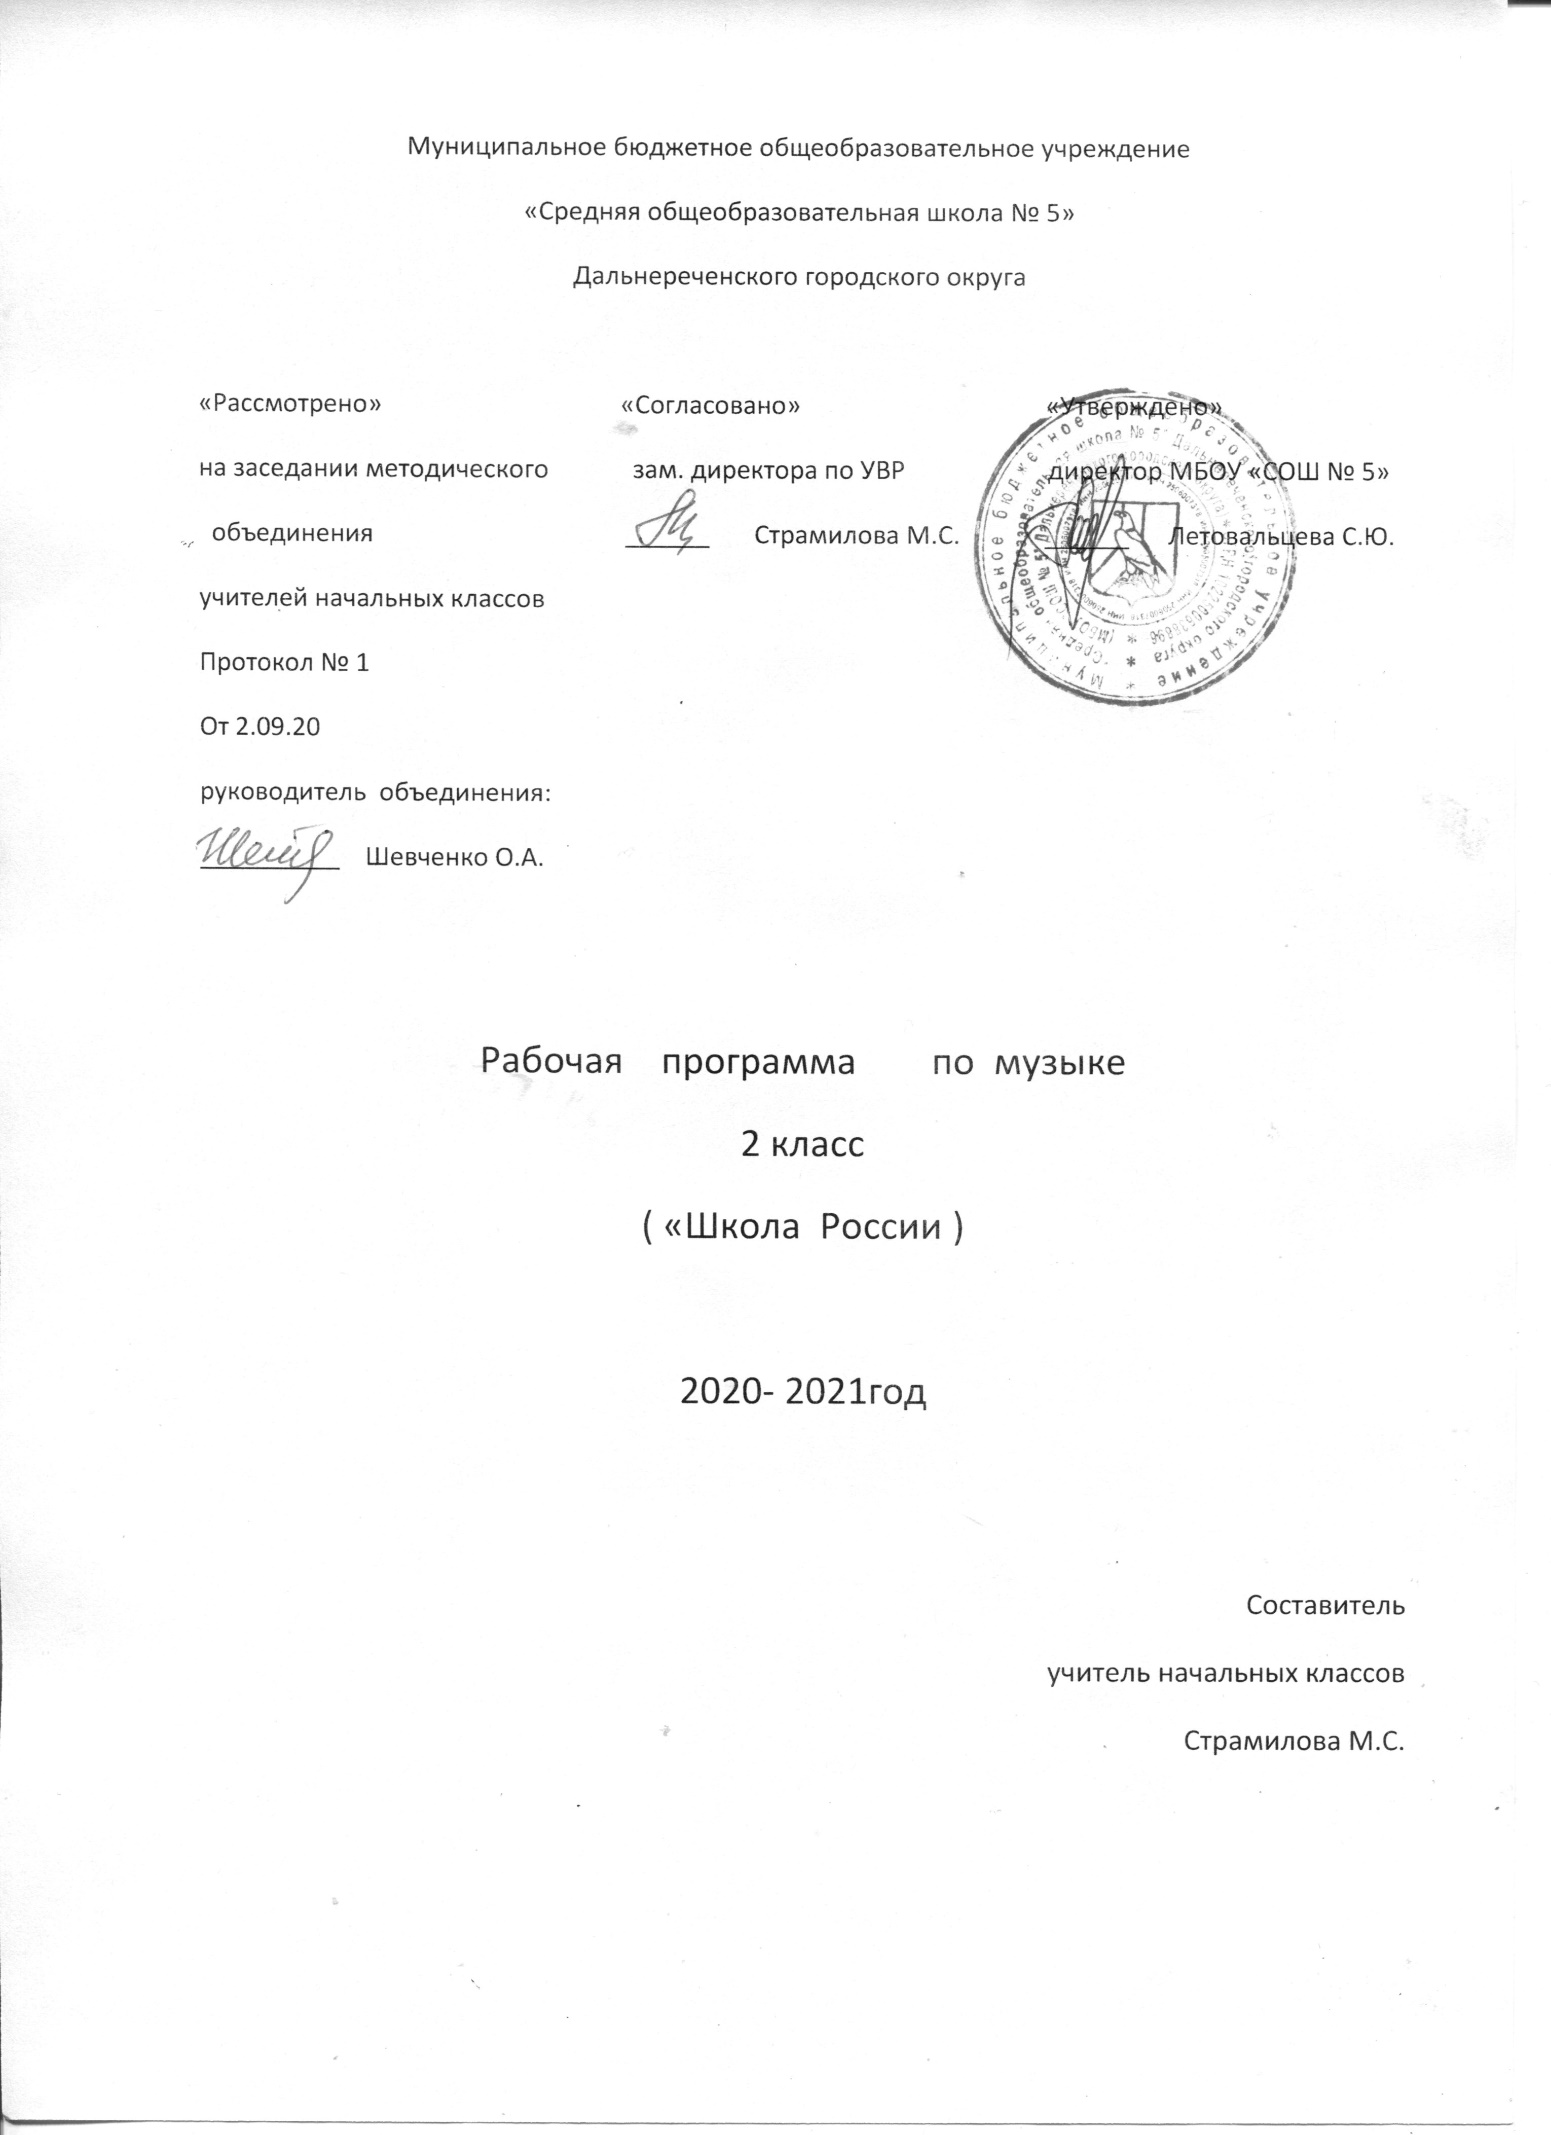 Муниципальное бюджетное общеобразовательное учреждение
«Средняя общеобразовательная школа № 5»
Дальнереченского городского округа
«Рассмотрено»
на заседании методического
объединения
учителей начальных классов
Протокол № 1
От 2.09.20
руководитель объединения:
Шевченко О.А.
«Согласовано»
зам. директора по УВР
Страмилова М.С.
«Утверждено»
директор МБОУ «СОШ № 5»
Летовальцева С.Ю.
Рабочая программа по музыке
2 класс
( «Школа России )
2020- 2021год
Составитель
учитель начальных классов
Страмилова М.С.